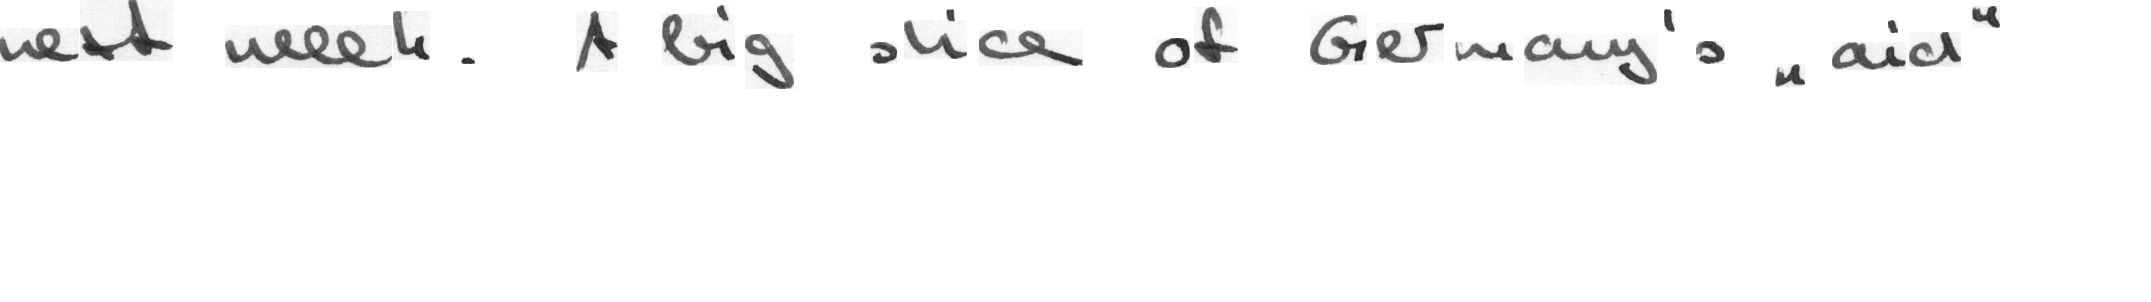 next week. A big slice of Germany's „aid“